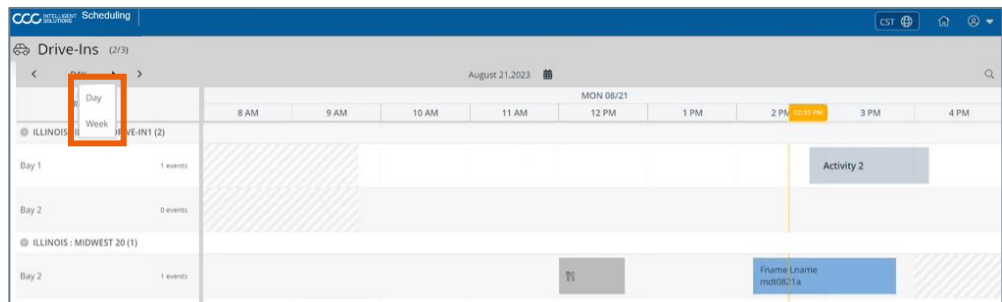 CCC INTELLIGENT SOLUTIONS Scheduling
CST
Drive-Ins (2/3)
DAY
August 21,2023
Day
Week
MON 08/21
8 AM 9 AM 10 AM 11 AM 12 PM 1 PM 2 PM 02:35 PM 3 PM 4 PM
ILLINOIS DRIVE-IN1 (2)
Bay 1 1 events
Activity 2
Bay 2 0 events
ILLINOIS : MIDWEST 20 (1)
Bay 2 1 events
Fname Lname
mdt0821a